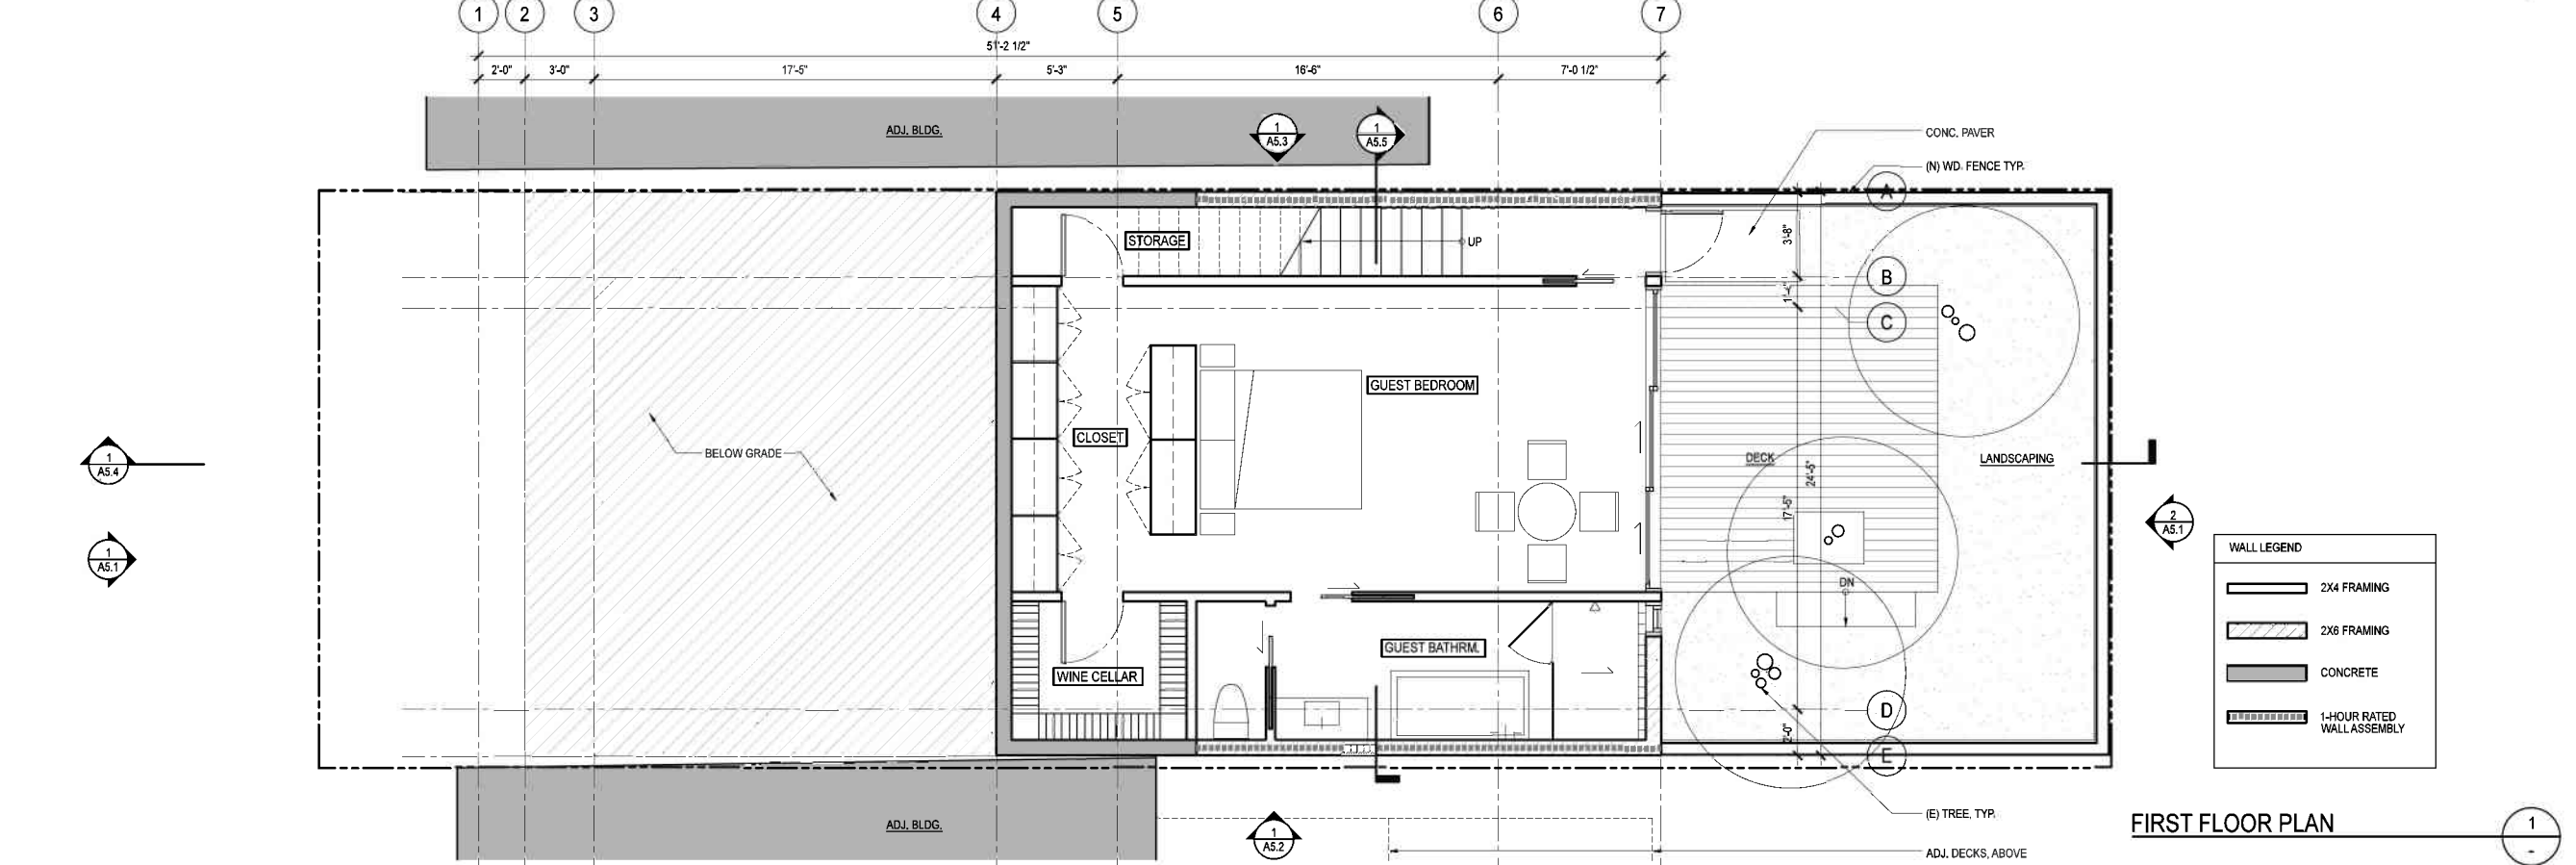 1 2 3 4 5 6 7
51'-2 1/2"
2'-0" 3'-0" 17'-5" 5'-3" 16'-6" 7'-0 1/2"
ADJ. BLDG.
1
A5.3
1
A5.5
CONC. PAVER
(N) WD. FENCE TYP.
A
STORAGE
UP
3'-8"
B
1'-4"
C
GUEST BEDROOM
CLOSET
BELOW GRADE
1
A5.4
DECK
24'-5"
LANDSCAPING
17'-5"
2
A5.1
1
A5.1
WALL LEGEND
2X4 FRAMING
2X6 FRAMING
CONCRETE
1-HOUR RATED
WALL ASSEMBLY
DN
GUEST BATHRM.
WINE CELLAR
D
2'-0"
E
ADJ. BLDG.
1
A5.2
(E) TREE, TYP.
ADJ. DECKS, ABOVE
FIRST FLOOR PLAN
1
-